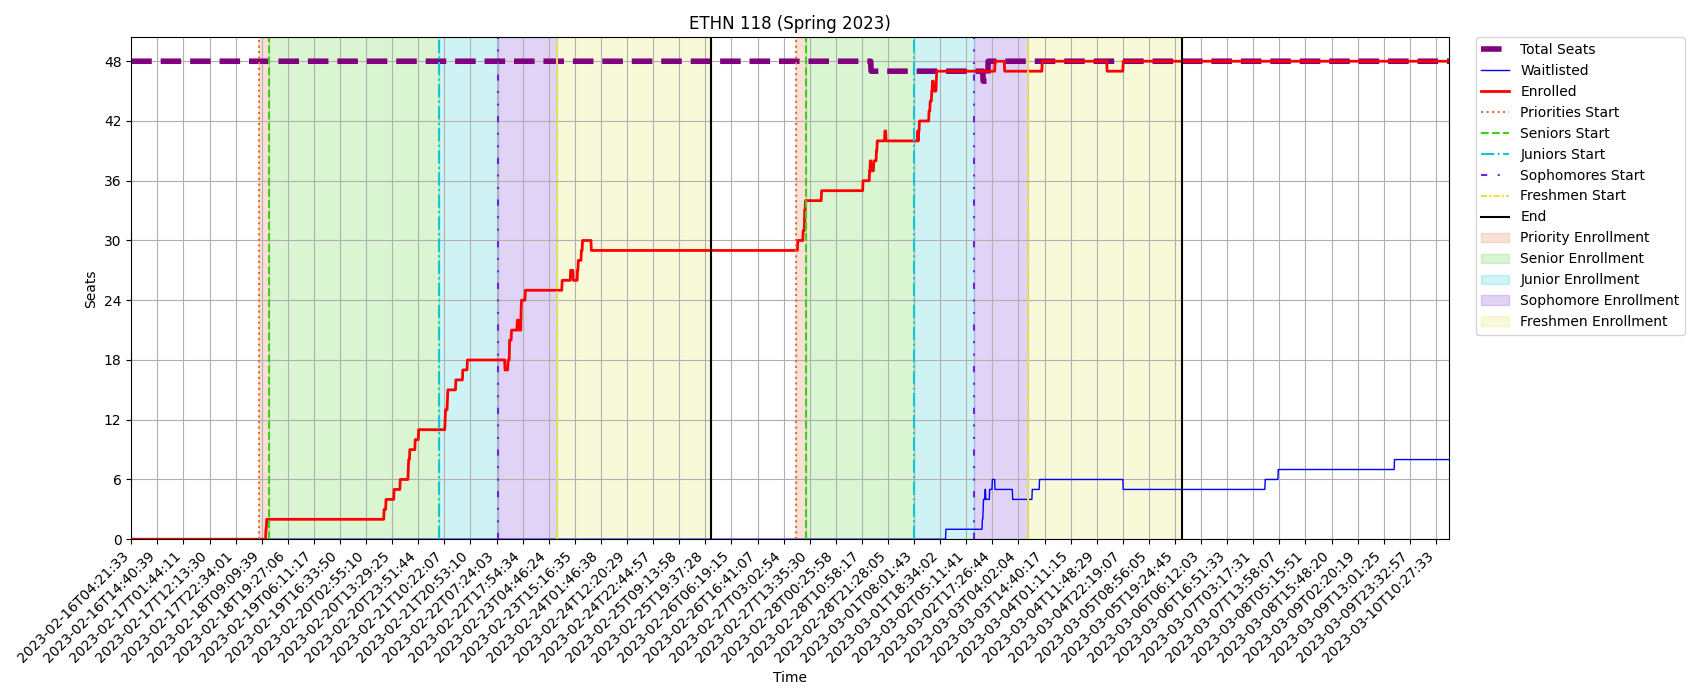 ETHN 118 (Spring 2023)
Seats
48
42
36
30
24
18
12
6
0
2023-02-16T04:21:33
2023-02-16T14:40:39
2023-02-17T01:44:11
2023-02-17T12:13:30
2023-02-17T22:34:01
2023-02-18T09:09:39
2023-02-18T19:27:06
2023-02-19T06:11:17
2023-02-19T16:33:50
2023-02-20T02:55:10
2023-02-20T13:29:25
2023-02-20T23:51:44
2023-02-21T10:22:07
2023-02-21T20:53:10
2023-02-22T07:24:03
2023-02-22T17:54:34
2023-02-23T04:46:24
2023-02-23T15:16:35
2023-02-24T01:46:38
2023-02-24T12:20:29
2023-02-24T22:44:57
2023-02-25T09:13:58
2023-02-25T19:37:28
2023-02-26T06:19:15
2023-02-26T16:41:07
2023-02-27T03:02:54
2023-02-27T13:35:30
2023-02-28T00:25:58
2023-02-28T10:58:17
2023-02-28T21:28:05
2023-03-01T08:01:43
2023-03-01T18:34:02
2023-03-02T05:11:41
2023-03-02T17:26:44
2023-03-03T04:02:04
2023-03-03T14:40:17
2023-03-04T01:11:15
2023-03-04T11:48:29
2023-03-04T22:19:07
2023-03-05T08:56:05
2023-03-05T19:24:45
2023-03-06T06:12:03
2023-03-06T16:51:33
2023-03-07T03:17:31
2023-03-07T13:58:07
2023-03-08T05:15:51
2023-03-08T15:48:20
2023-03-09T02:20:19
2023-03-09T13:01:25
2023-03-09T23:32:57
2023-03-10T10:27:33
Time
Total Seats
Waitlisted
Enrolled
Priorities Start
Seniors Start
Juniors Start
Sophomores Start
Freshmen Start
End
Priority Enrollment
Senior Enrollment
Junior Enrollment
Sophomore Enrollment
Freshmen Enrollment